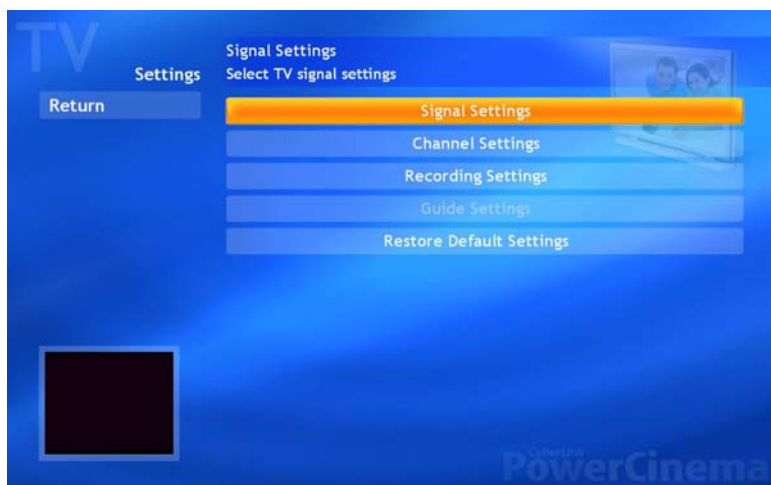 TV
Settings
Return
Signal Settings
Select TV signal settings
Signal Settings
Channel Settings
Recording Settings
Guide Settings
Restore Default Settings
CyberLink
PowerCinema